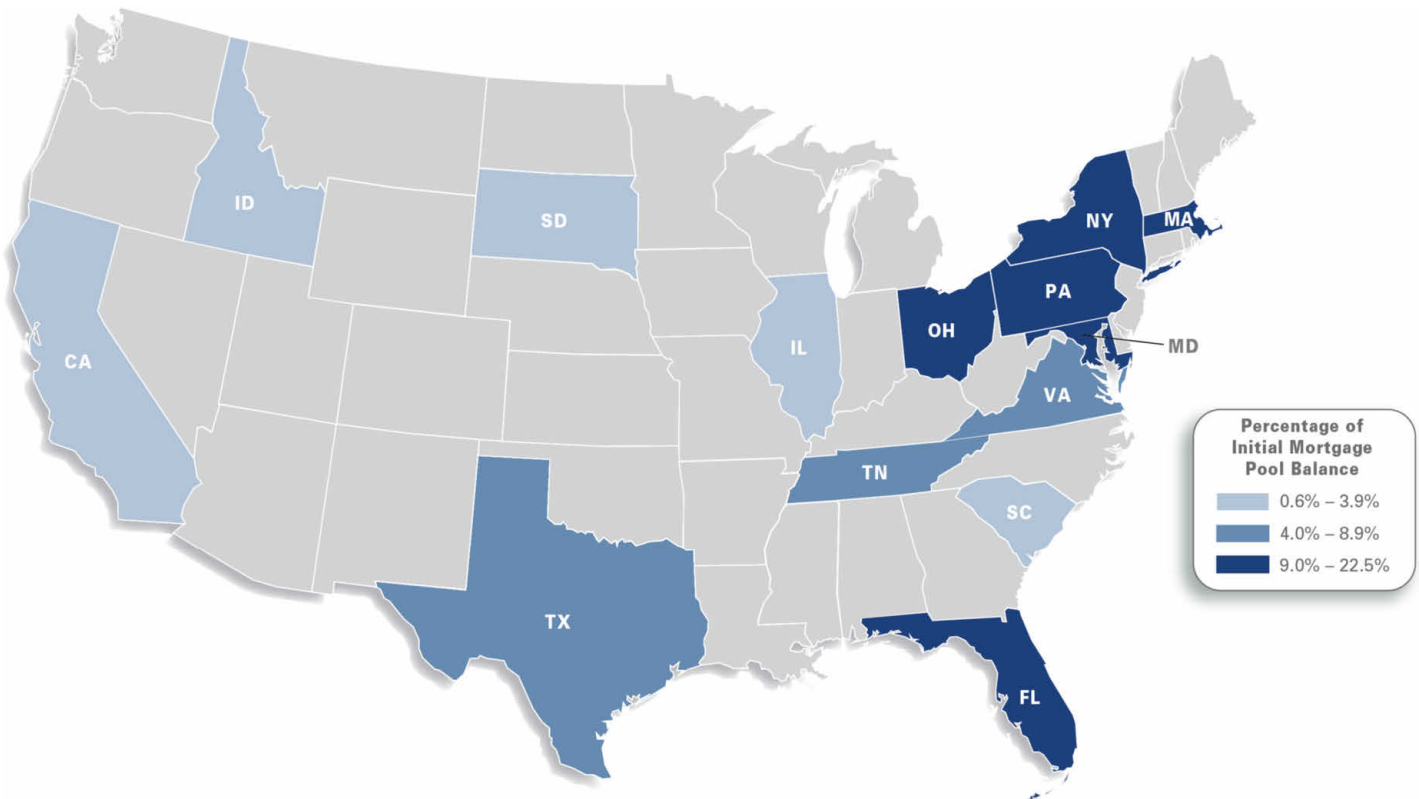 ID
SD
NY
MA
PA
OH
MD
IL
CA
VA
TN
SC
TX
FL
Percentage of
Initial Mortgage
Pool Balance
0.6% – 3.9%
4.0% – 8.9%
9.0% – 22.5%